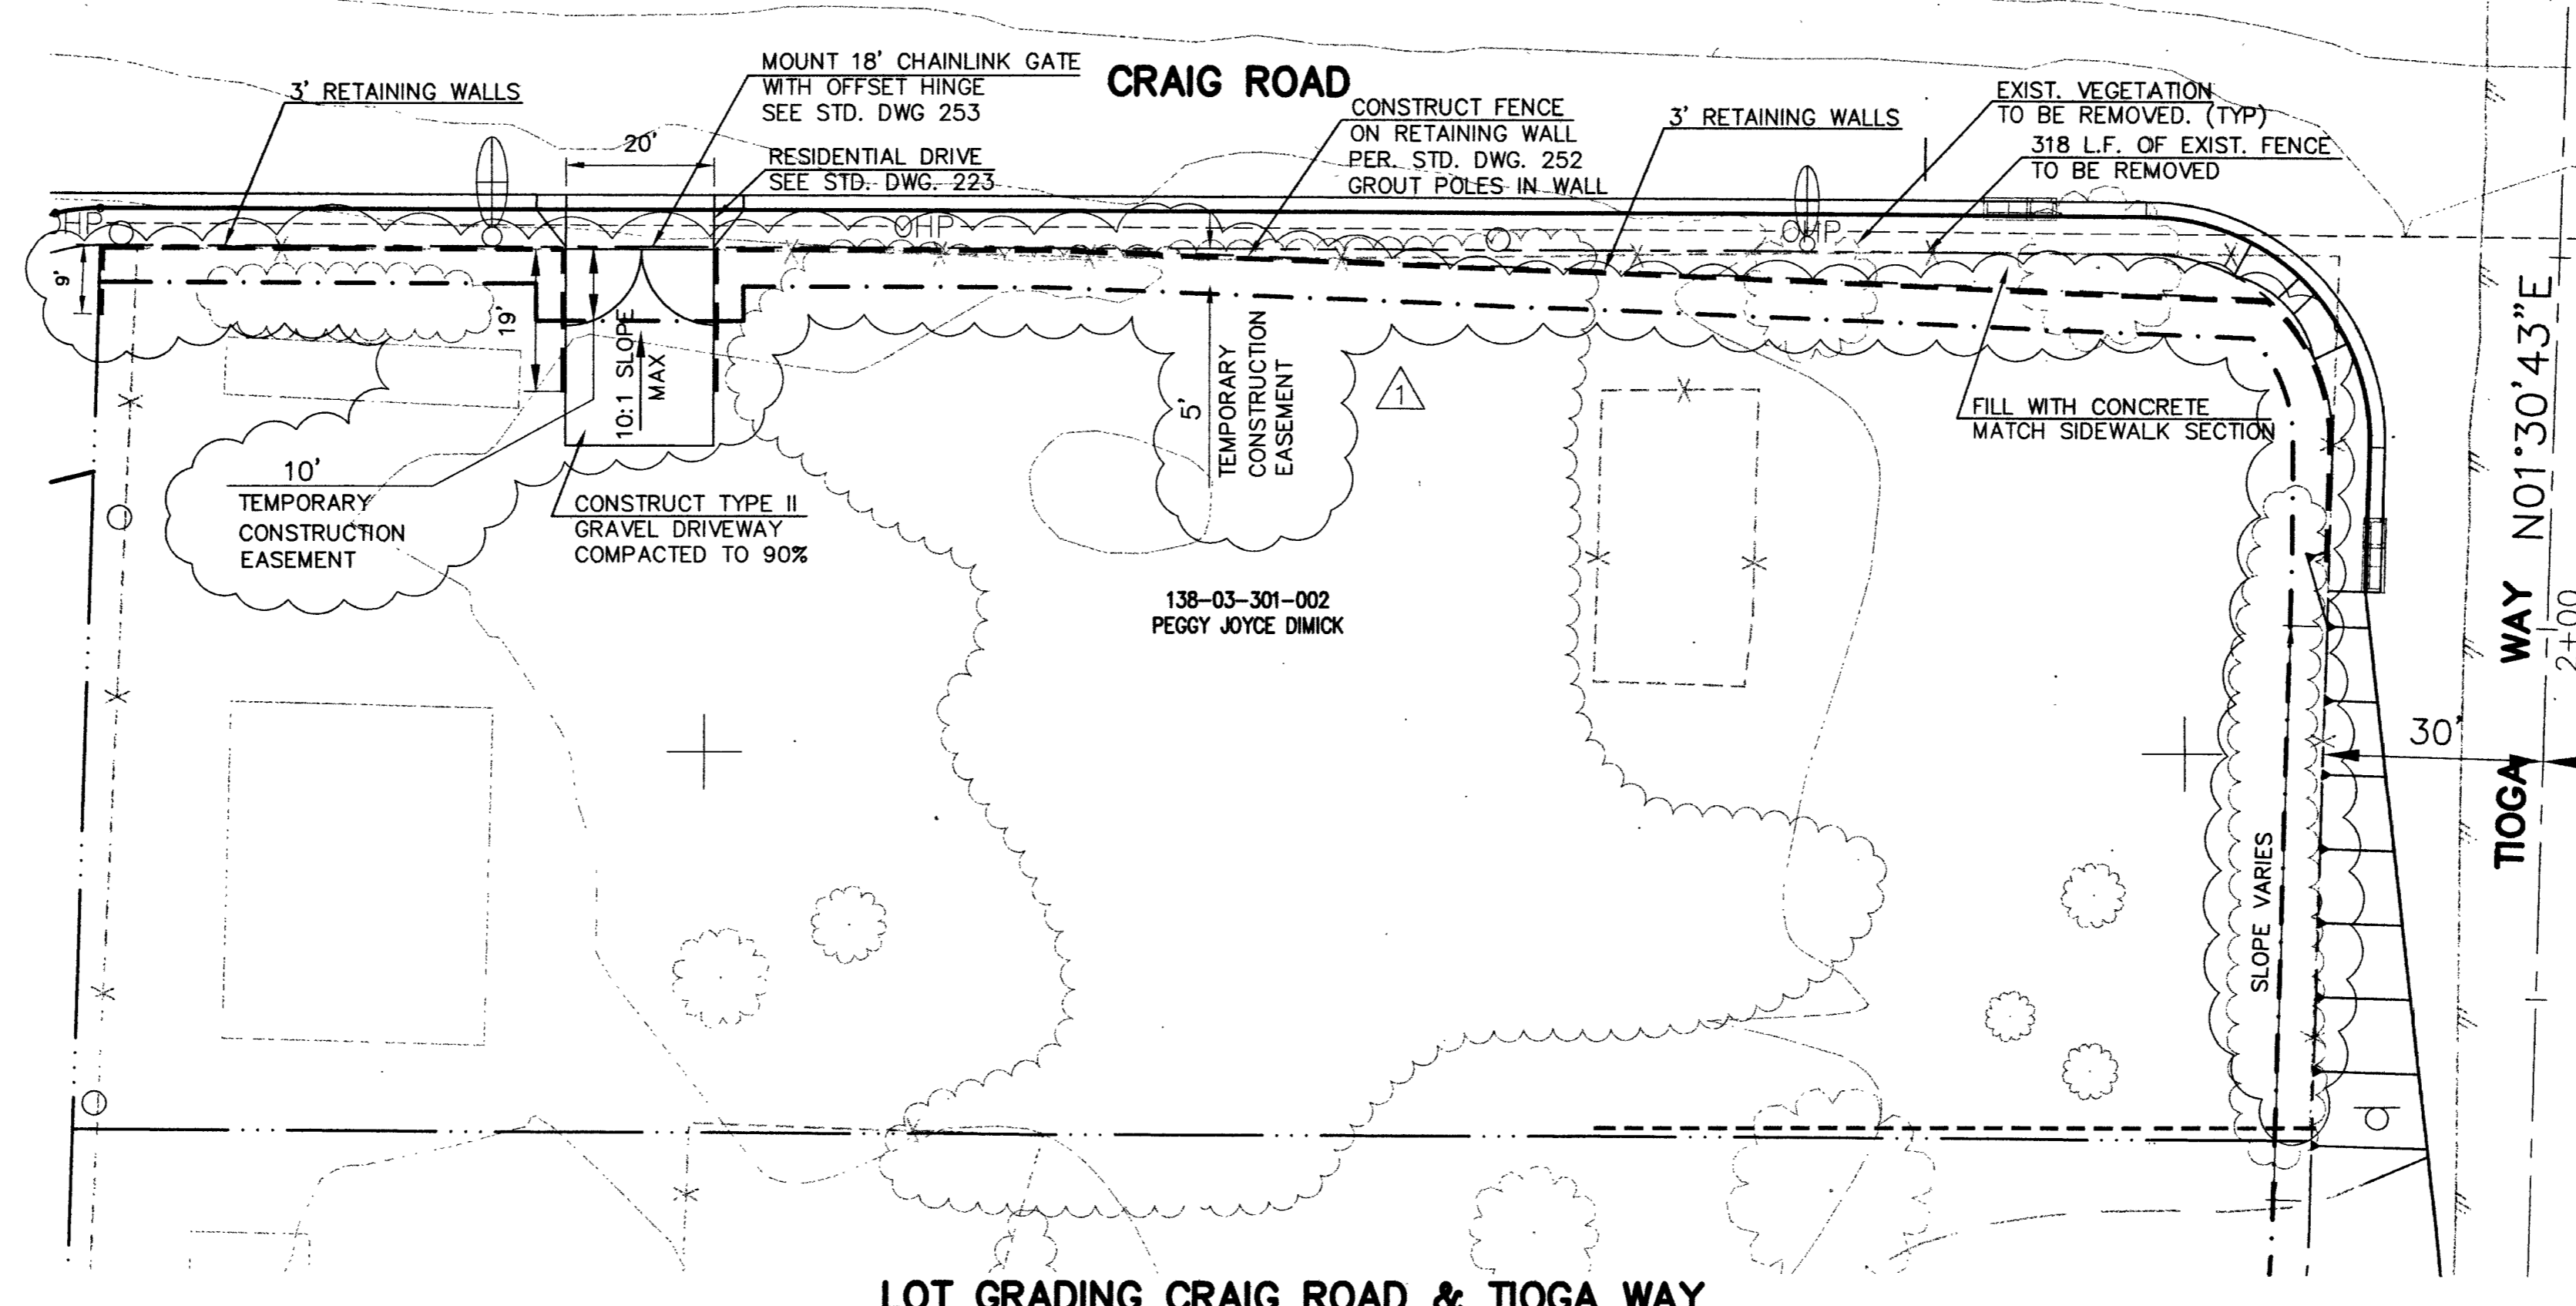 3' RETAINING WALLS
MOUNT 18' CHAINLINK GATE
WITH OFFSET HINGE
SEE STD. DWG 253
CRAIG ROAD
20'
RESIDENTIAL DRIVE
SEE STD. DWG. 223
CONSTRUCT FENCE
ON RETAINING WALL
PER. STD. DWG. 252
GROUT POLES IN WALL
3' RETAINING WALLS
EXIST. VEGETATION
TO BE REMOVED. (TYP)
318 L.F. OF EXIST. FENCE
TO BE REMOVED
OHP
OHP
OHP
9'
19'
10:1 SLOPE
MAX
5'
TEMPORARY
CONSTRUCTION
EASEMENT
1
FILL WITH CONCRETE
MATCH SIDEWALK SECTION
10'
TEMPORARY
CONSTRUCTION
EASEMENT
CONSTRUCT TYPE II
GRAVEL DRIVEWAY
COMPACTED TO 90%
138-03-301-002
PEGGY JOYCE DIMICK
TIOGA WAY N01°30'43"E
2+00
30'
SLOPE VARIES
LOT GRADING CRAIG ROAD & TIOGA WAY